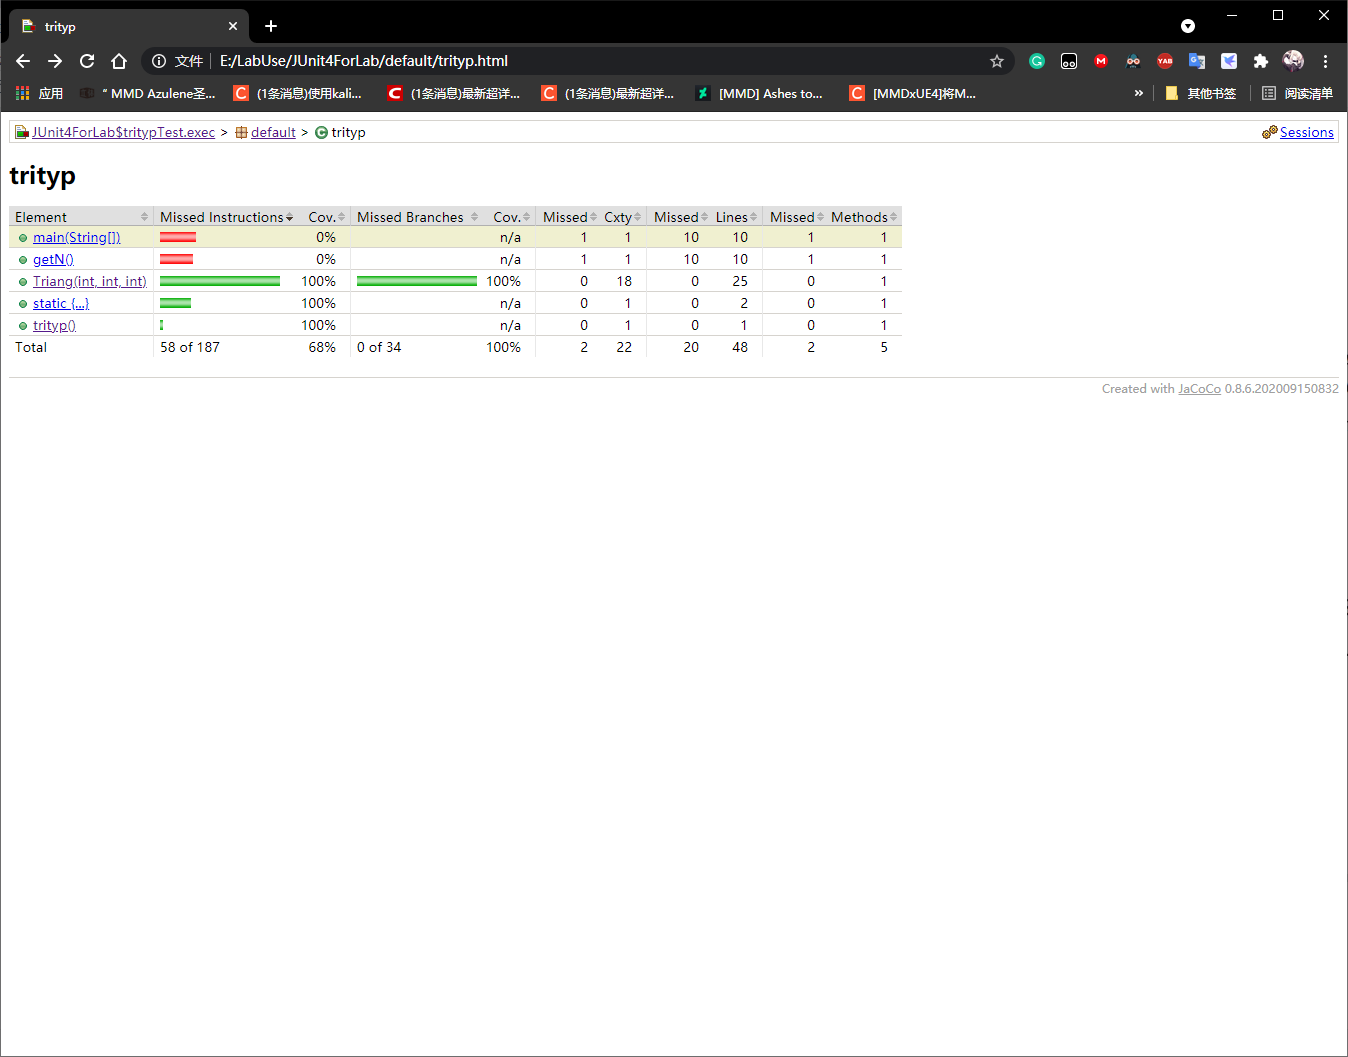 trityp
文件 E:/LabUse/JUnit4ForLab/default/trityp.html
应用 “ MMD Azulene圣... (1条消息)使用kali... (1条消息)最新超详... (1条消息)最新超详... [MMD] Ashes to... [MMDxUE4]将M... » 其他书签 阅读清单
JUnit4ForLab$tritypTest.exec > default > trityp Sessions
trityp
Element Missed Instructions Cov. Missed Branches Cov. Missed Cxty Missed Lines Missed Methods
main(String[]) 0% n/a 1 1 10 10 1 1
getN() 0% n/a 1 1 10 10 1 1
Triang(int, int, int) 100% 100% 0 18 0 25 0 1
static {...} 100% n/a 0 1 0 2 0 1
trityp() 100% n/a 0 1 0 1 0 1
Total 58 of 187 68% 0 of 34 100% 2 22 20 48 2 5
Created with JaCoCo 0.8.6.202009150832